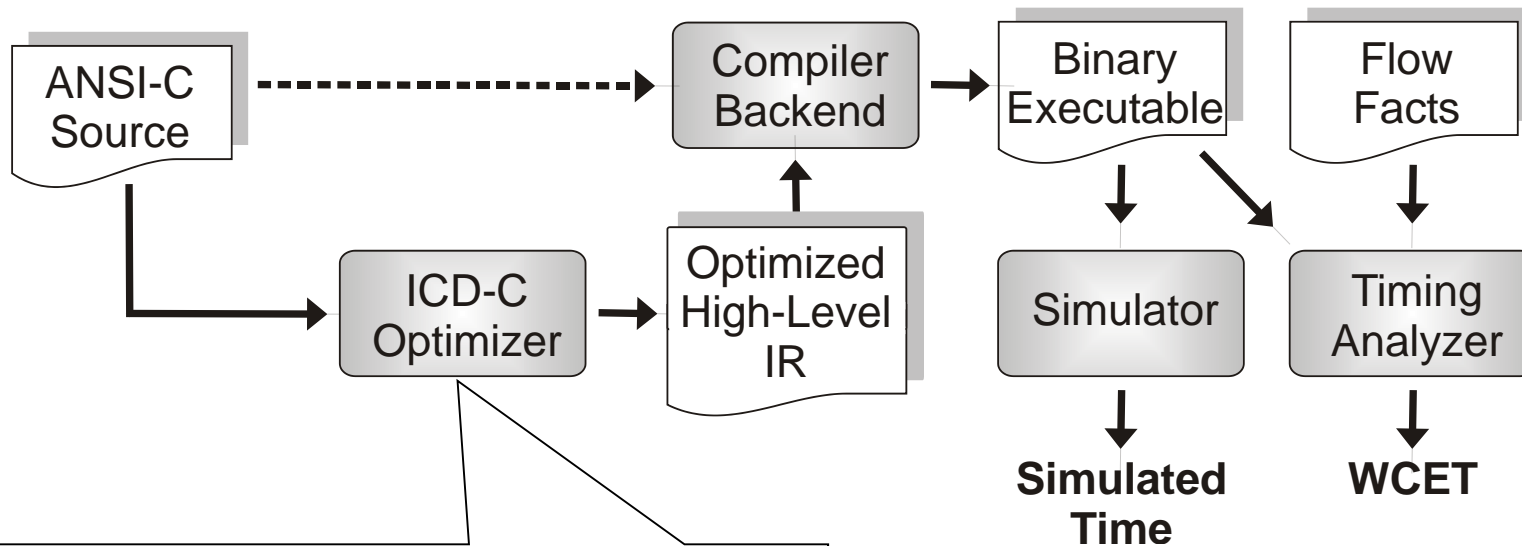 ANSI-C
Source
Compiler
Backend
Binary
Executable
Flow
Facts
ICD-C
Optimizer
Optimized
High-Level
IR
Simulator
Timing
Analyzer
Simulated
Time
WCET